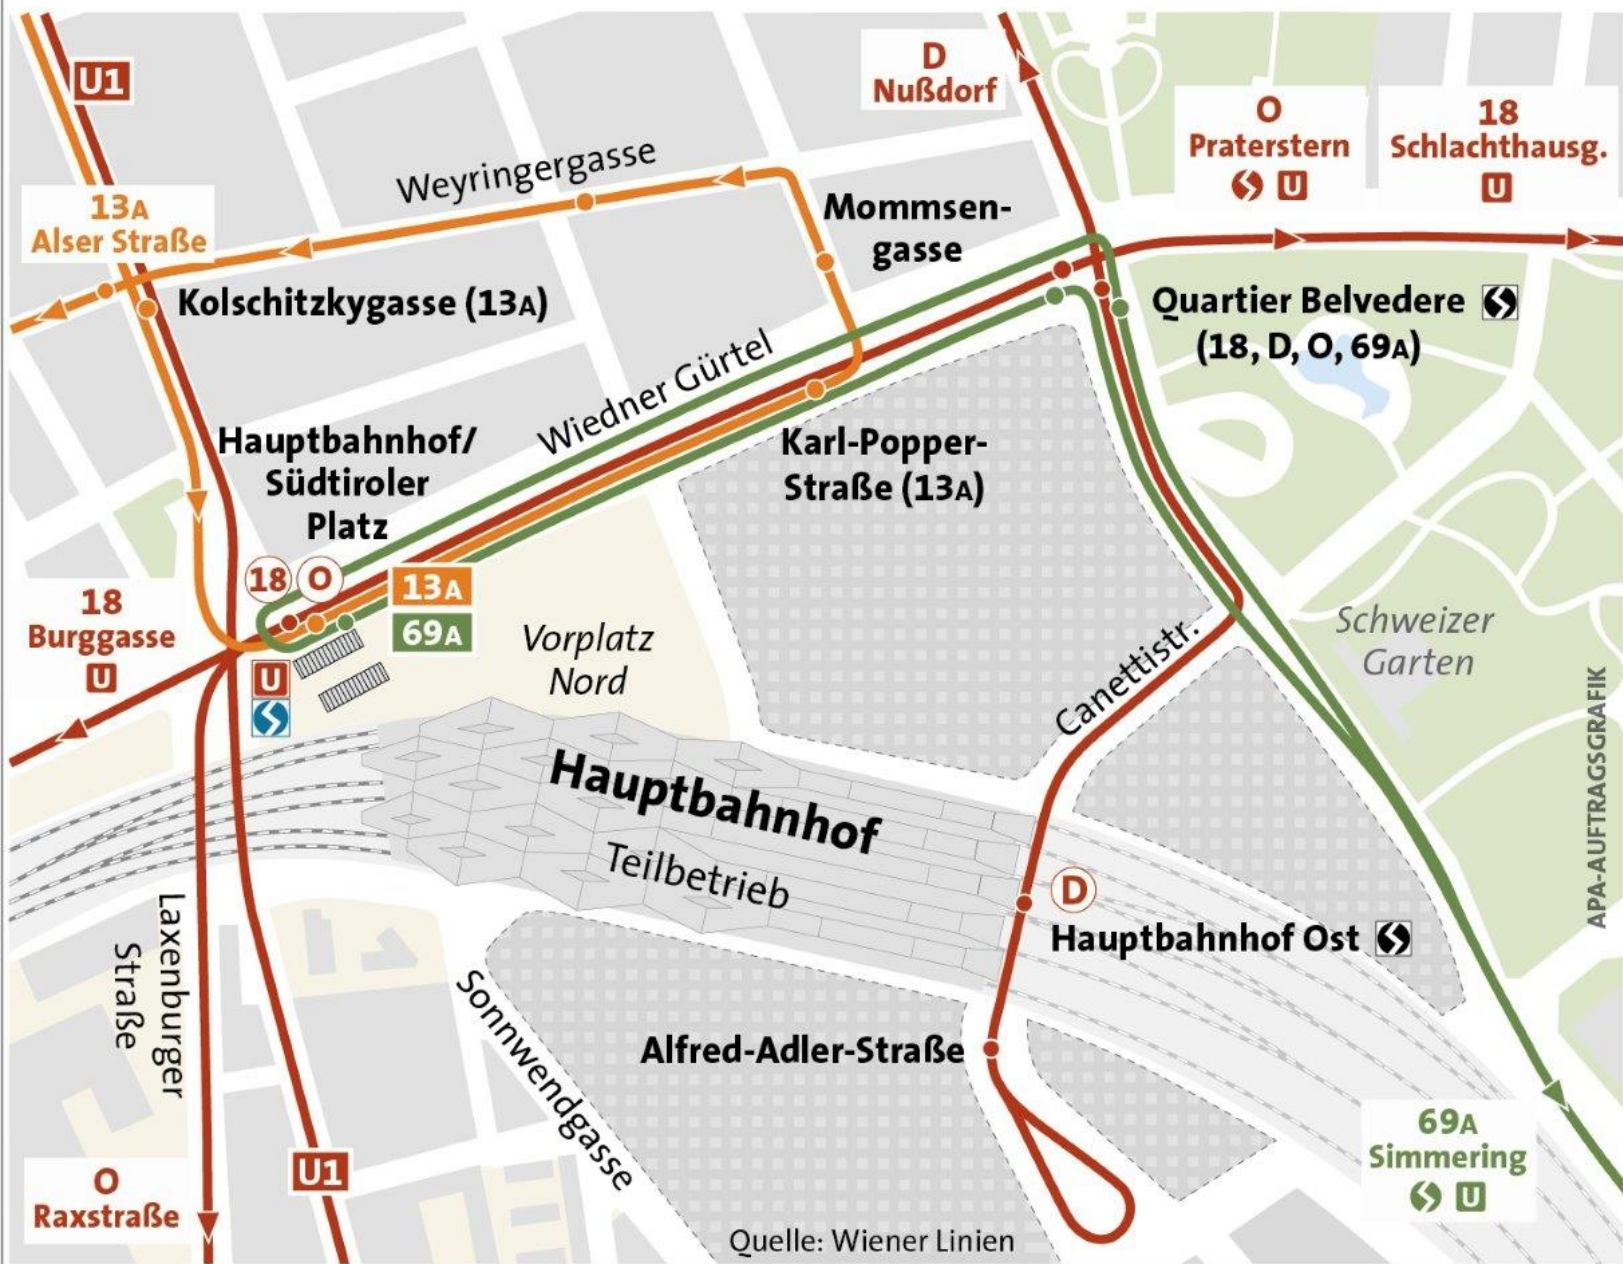 U1
D
Nußdorf
O
Praterstern
U
18
Schlachthausg.
U
Weyringergasse
13A
Alser Straße
Mommsen-
gasse
Kolschitzkygasse (13A)
Quartier Belvedere
(18, D, O, 69A)
Wiedner Gürtel
Hauptbahnhof/
Südtiroler
Platz
Karl-Popper-
Straße (13A)
18 O
13A
69A
18
Burggasse
U
U
Vorplatz
Nord
Schweizer
Garten
Canettistr.
Hauptbahnhof
Teilbetrieb
D
Hauptbahnhof Ost
Laxenburger
Straße
Sonnwendgasse
Alfred-Adler-Straße
U1
O
Raxstraße
69A
Simmering
U
Quelle: Wiener Linien
APA-AUFTRAGSGRAFIK